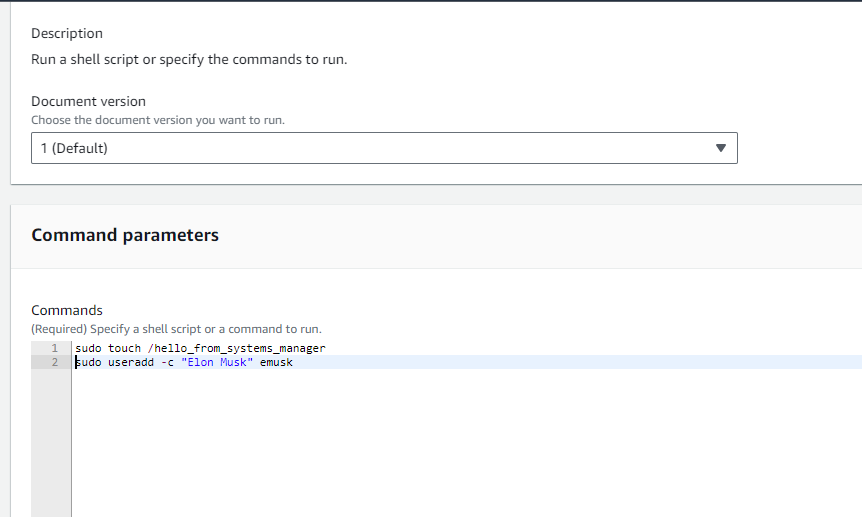 Description
Run a shell script or specify the commands to run.
Document version
Choose the document version you want to run.
1 (Default)
Command parameters
Commands
(Required) Specify a shell script or a command to run.
1 sudo touch /hello_from_systems_manager
2 sudo useradd -c "Elon Musk" emusk